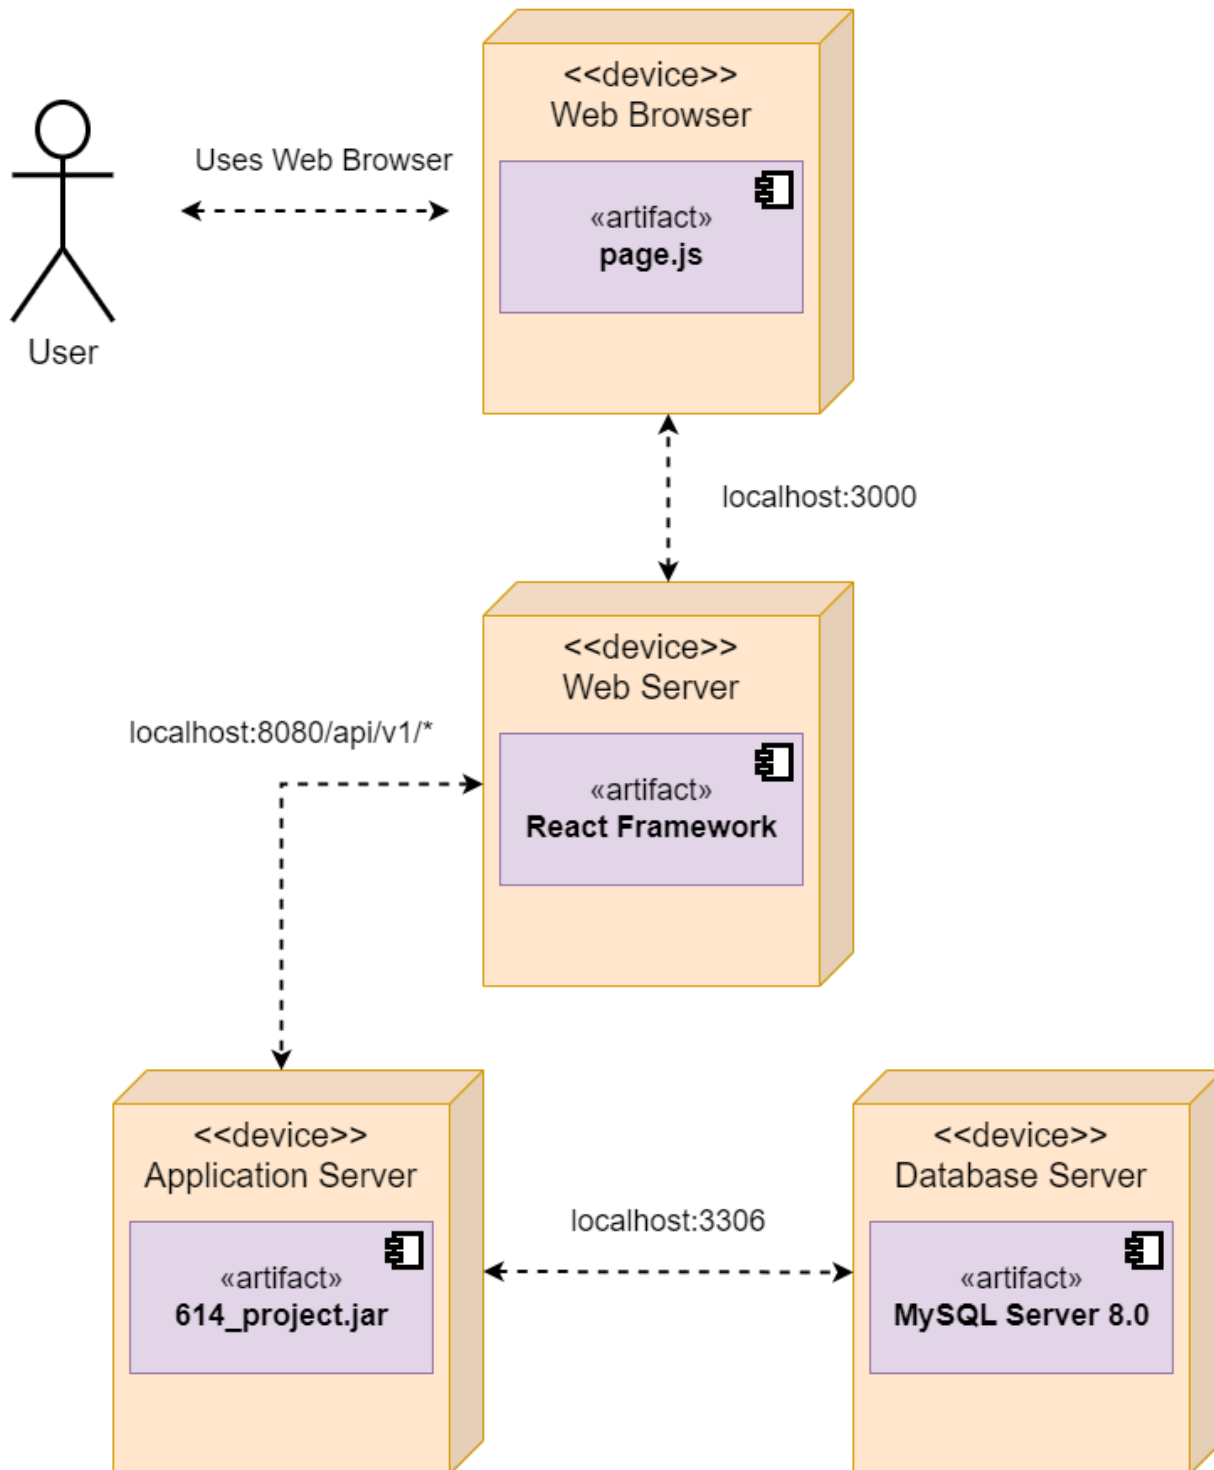 <<device>>
Web Browser
Uses Web Browser
«artifact»
page.js
User
localhost:3000
<<device>>
Web Server
localhost:8080/api/v1/*
«artifact»
React Framework
<<device>>
Application Server
<<device>>
Database Server
localhost:3306
«artifact»
614_project.jar
«artifact»
MySQL Server 8.0